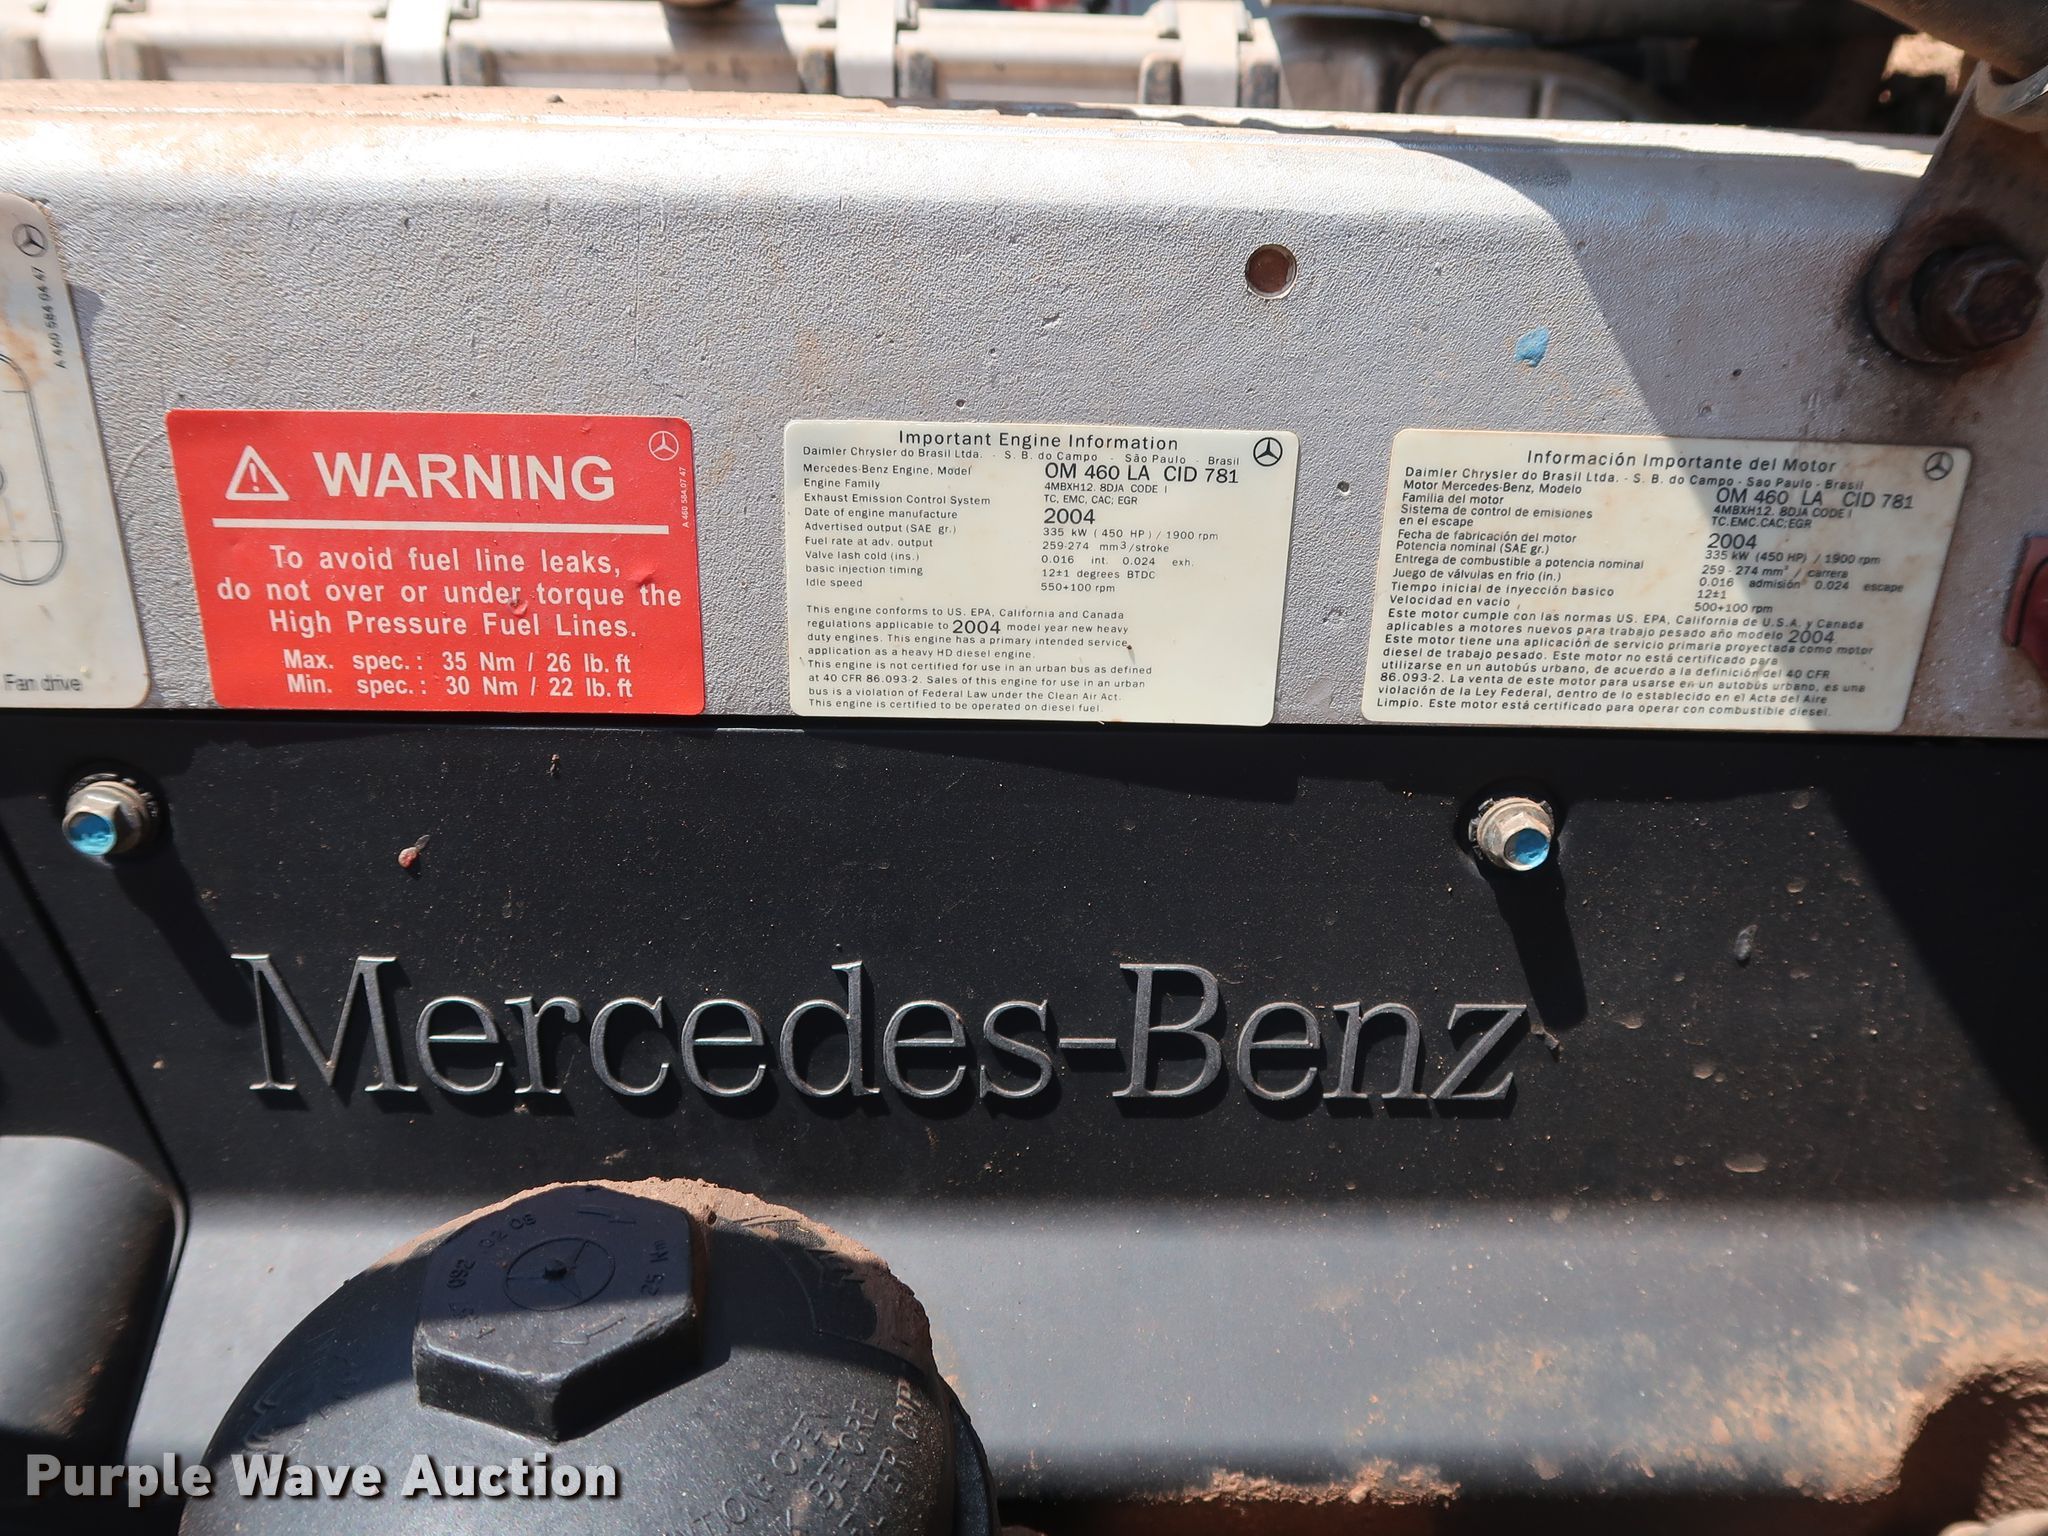 A 460 584 04 47
Fan drive
WARNING
A 460 584 07 47
To avoid fuel line leaks,
do not over or under torque the
High Pressure Fuel Lines.
Max. spec.: 35 Nm / 26 lb.ft
Min. spec.: 30 Nm / 22 lb.ft
Important Engine Information
Daimler Chrysler do Brasil Ltda. - S. B. do Campo - São Paulo - Brasil
Mercedes-Benz Engine, Model OM 460 LA CID 781
Engine Family 4MBXH12. 8DJA CODE I
Exhaust Emission Control System TC, EMC, CAC; EGR
Date of engine manufacture 2004
Advertised output (SAE gr.) 335 kW (450 HP) / 1900 rpm
Fuel rate at adv. output 259-274 mm³/stroke
Valve lash cold (ins.) 0.016 int. 0.024 exh.
basic injection timing 12±1 degrees BTDC
Idle speed 550+100 rpm
This engine conforms to US. EPA, California and Canada
regulations applicable to 2004 model year new heavy
duty engines. This engine has a primary intended service
application as a heavy HD diesel engine.
This engine is not certified for use in an urban bus as defined
at 40 CFR 86.093-2. Sales of this engine for use in an urban
bus is a violation of Federal Law under the Clean Air Act.
This engine is certified to be operated on diesel fuel.
Información Importante del Motor
Daimler Chrysler do Brasil Ltda. - S. B. do Campo - Sao Paulo - Brasil
Motor Mercedes-Benz, Modelo OM 460 LA CID 781
Familia del motor 4MBXH12. 8DJA CODE I
Sistema de control de emisiones
en el escape TC.EMC.CAC;EGR
Fecha de fabricación del motor 2004
Potencia nominal (SAE gr.) 335 kW (450 HP) / 1900 rpm
Entrega de combustible a potencia nominal 259 - 274 mm³ / carrera
Juego de válvulas en frio (in.) 0.016 admisión 0.024 escape
Tiempo inicial de inyección basico 12±1
Velocidad en vacio 500+100 rpm
Este motor cumple con las normas US. EPA, California de U.S.A. y Canada
aplicables a motores nuevos para trabajo pesado año modelo 2004
Este motor tiene una aplicación de servicio primaria proyectada como motor
diesel de trabajo pesado. Este motor no está certificado para
utilizarse en un autobús urbano, de acuerdo a la definición del 40 CFR
86.093-2. La venta de este motor para usarse en un autobús urbano, es una
violación de la Ley Federal, dentro de lo establecido en el Acta del Aire
Limpio. Este motor está certificado para operar con combustible diesel.
Mercedes-Benz
25 Nm
OPEN
BEFORE
Purple Wave Auction